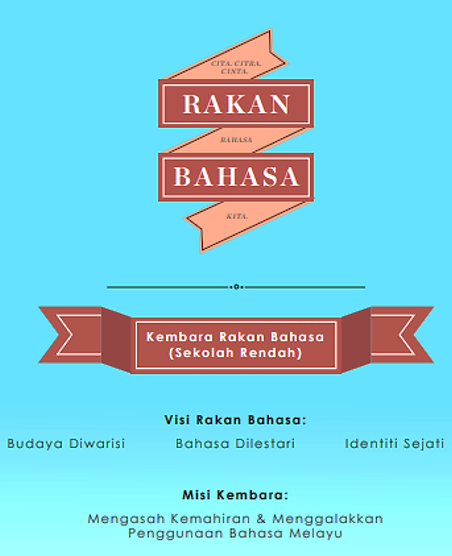 CITA. CITRA.
CINTA.
RAKAN
BAHASA
BAHASA
KITA.
Kembara Rakan Bahasa
(Sekolah Rendah)
Visi Rakan Bahasa:
Budaya Diwarisi Bahasa Dilestari Identiti Sejati
Misi Kembara:
Mengasah Kemahiran & Menggalakkan
Penggunaan Bahasa Melayu